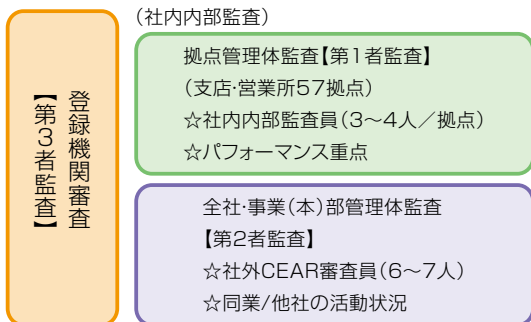 登録機関審査
【第3者監査】
(社内内部監査)
拠点管理体監査【第1者監査】
(支店・営業所57拠点)
☆社内内部監査員(3～4人／拠点)
☆パフォーマンス重点
全社・事業(本)部管理体監査
【第2者監査】
☆社外CEAR審査員(6～7人)
☆同業/他社の活動状況